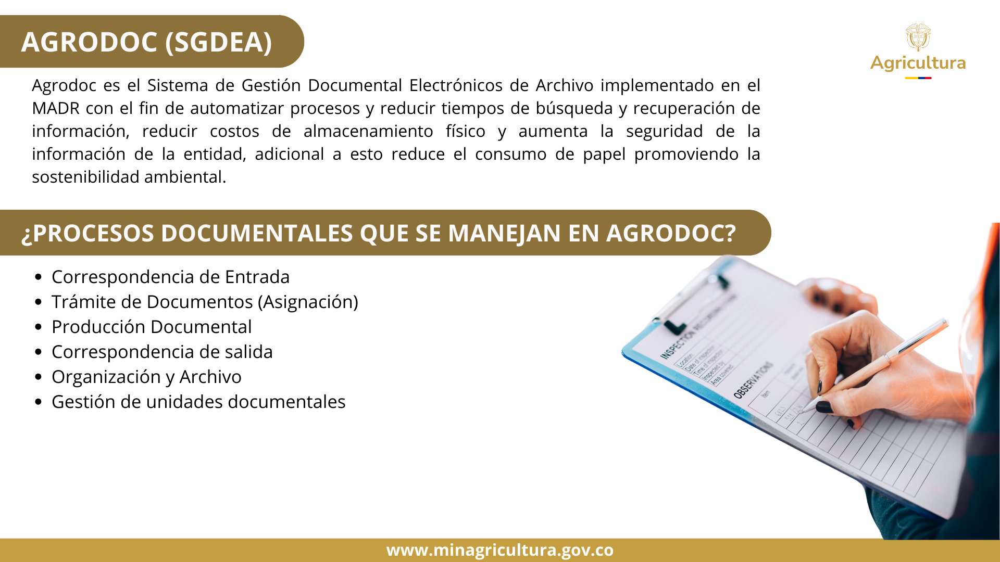 AGRODOC (SGDEA)
Agricultura
Agrodoc es el Sistema de Gestión Documental Electrónicos de Archivo implementado en el
MADR con el fin de automatizar procesos y reducir tiempos de búsqueda y recuperación de
información, reducir costos de almacenamiento físico y aumenta la seguridad de la
información de la entidad, adicional a esto reduce el consumo de papel promoviendo la
sostenibilidad ambiental.
¿PROCESOS DOCUMENTALES QUE SE MANEJAN EN AGRODOC?
• Correspondencia de Entrada
• Trámite de Documentos (Asignación)
• Producción Documental
• Correspondencia de salida
• Organización y Archivo
• Gestión de unidades documentales
INSPECTION
Location:
Date of inspection
Time of inspection
Inspected by
Area covered
OBSERVATIONS
Item
www.minagricultura.gov.co